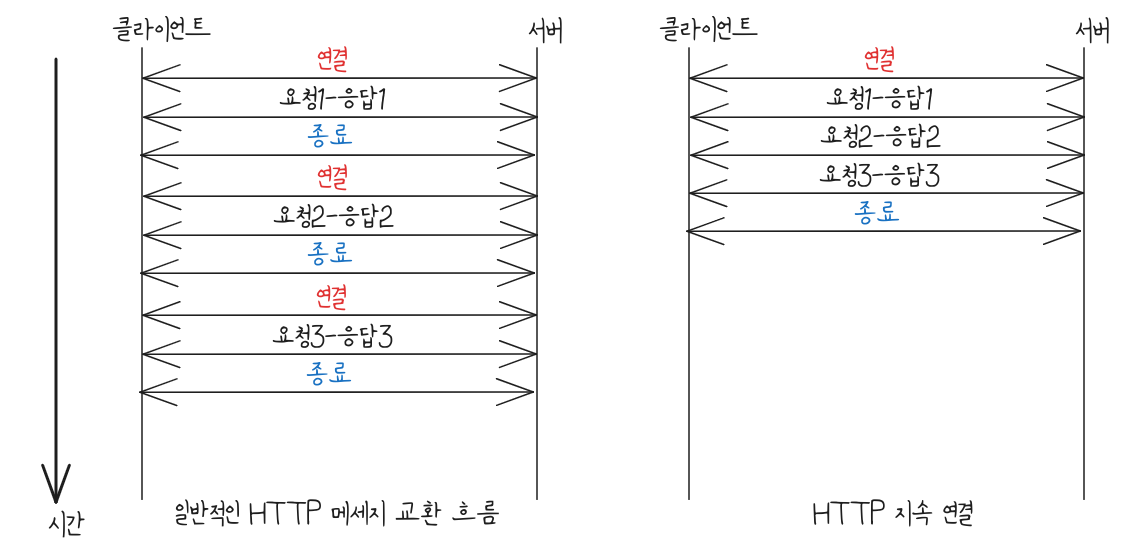 클라이언트
서버
연결
요청1-응답1
종료
연결
요청2-응답2
종료
연결
요청3-응답3
종료
일반적인 HTTP 메세지 교환 흐름
시간
클라이언트
서버
연결
요청1-응답1
요청2-응답2
요청3-응답3
종료
HTTP 지속 연결